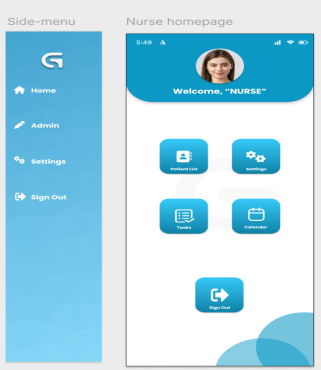 Side-menu
Nurse homepage
5:49
Welcome, “NURSE”
Home
Admin
Settings
Sign Out
Patient List
Settings
Tasks
Calendar
Sign Out